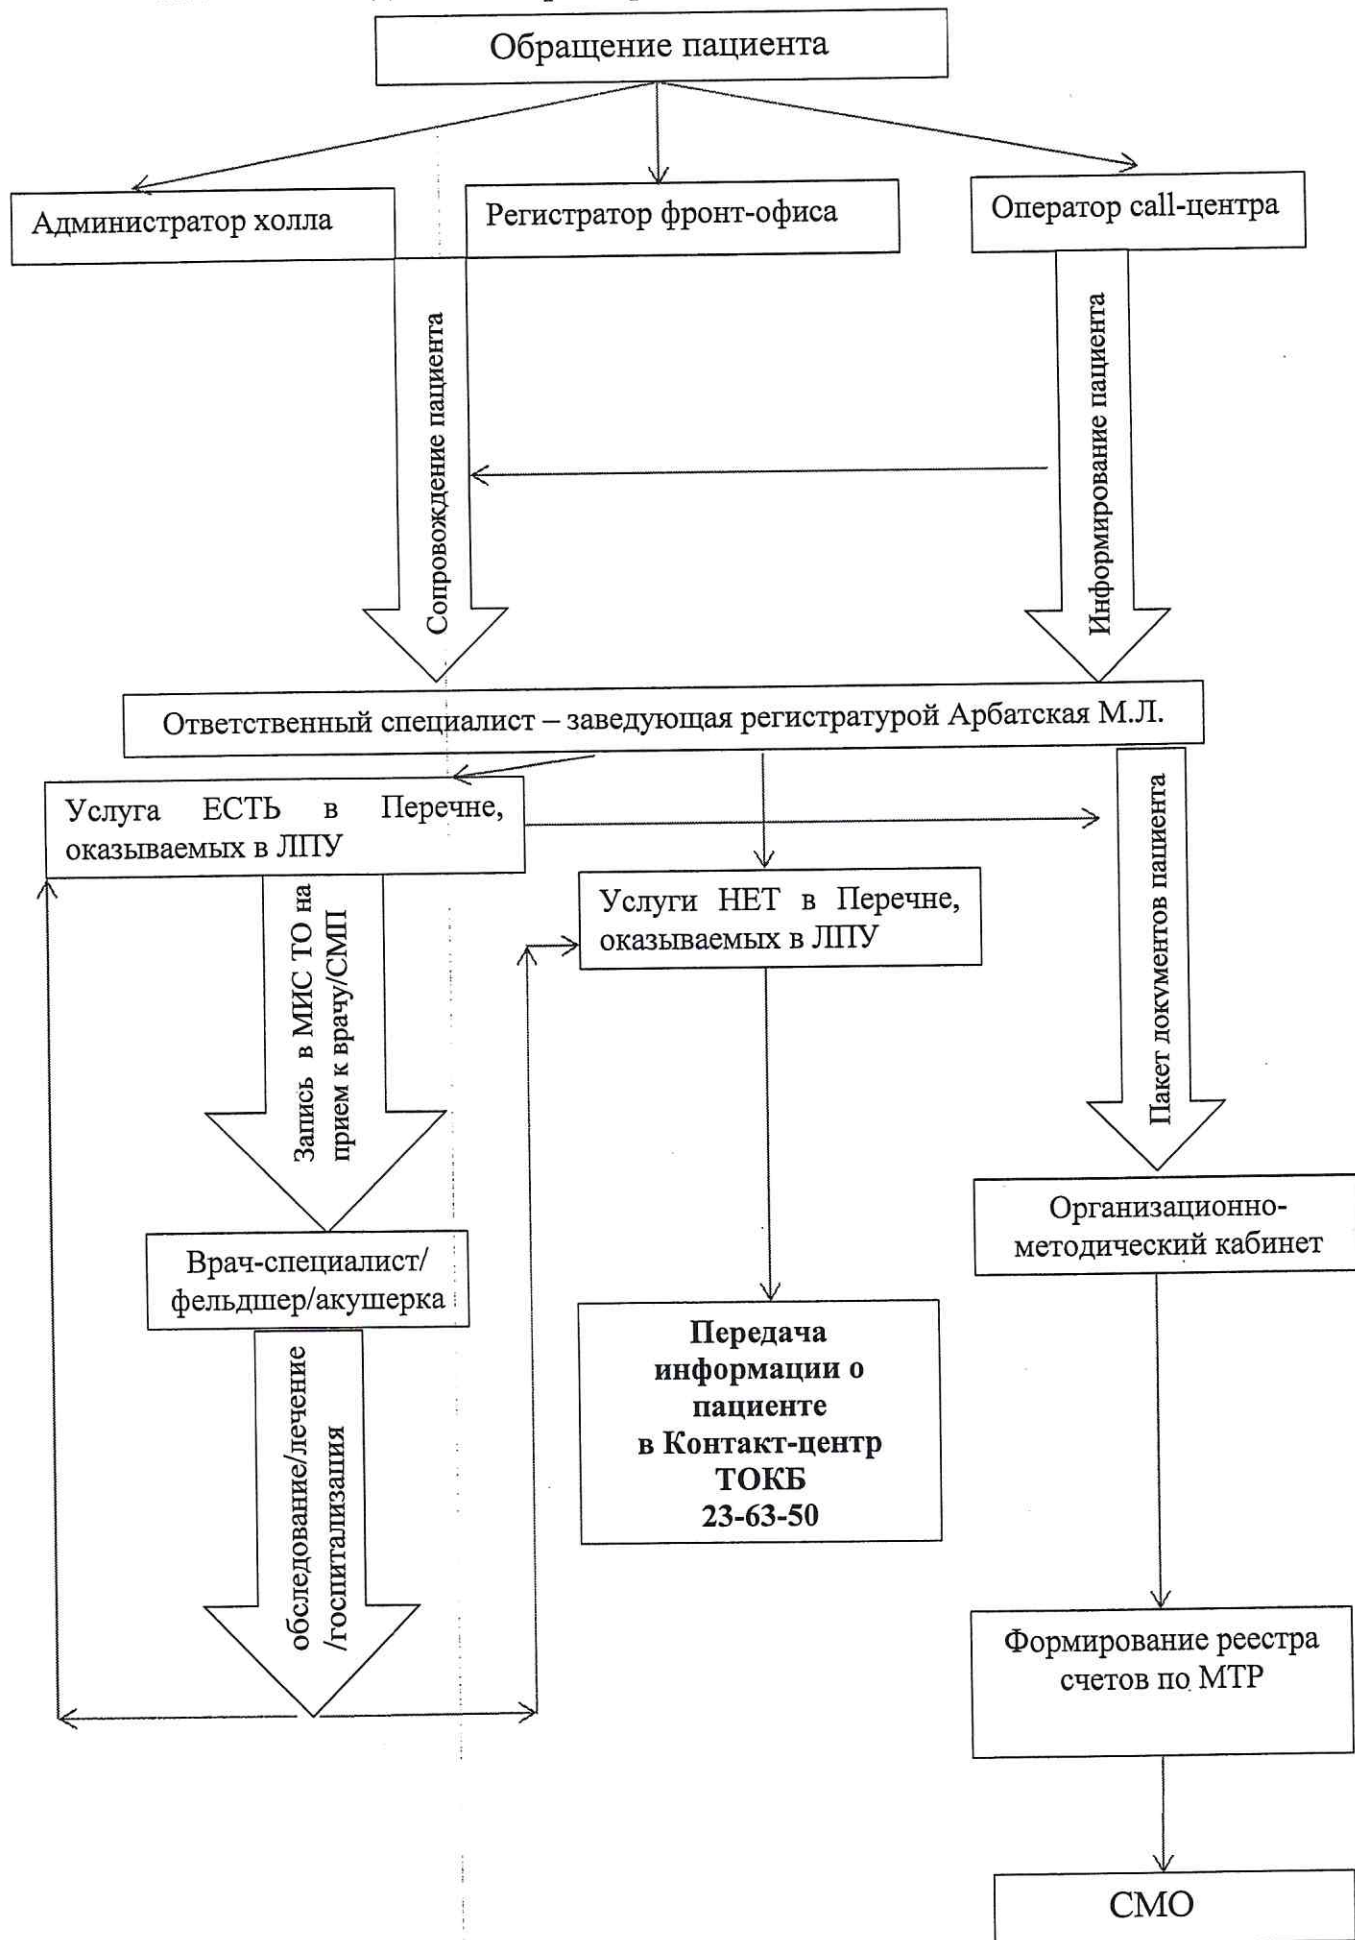 Обращение пациента
Администратор холла
Регистратор фронт-офиса
Оператор call-центра
Сопровождение пациента
Информирование пациента
Ответственный специалист – заведующая регистратурой Арбатская М.Л.
Услуга ЕСТЬ в Перечне,
оказываемых в ЛПУ
Услуги НЕТ в Перечне,
оказываемых в ЛПУ
Пакет документов пациента
Запись в МИС ТО на
прием к врачу/СМП
Врач-специалист/
фельдшер/акушерка
Организационно-
методический кабинет
Передача
информации о
пациенте
в Контакт-центр
ТОКБ
23-63-50
обследование/лечение
/госпитализация
Формирование реестра
счетов по МТР
СМО